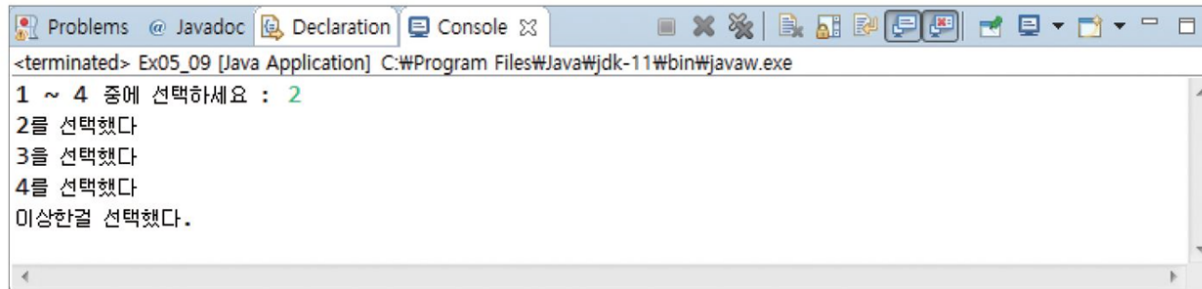 Problems @ Javadoc Declaration Console
<terminated> Ex05_09 [Java Application] C:₩Program Files₩Java₩jdk-11₩bin₩javaw.exe
1 ~ 4 중에 선택하세요 : 2
2를 선택했다
3을 선택했다
4를 선택했다
이상한걸 선택했다.